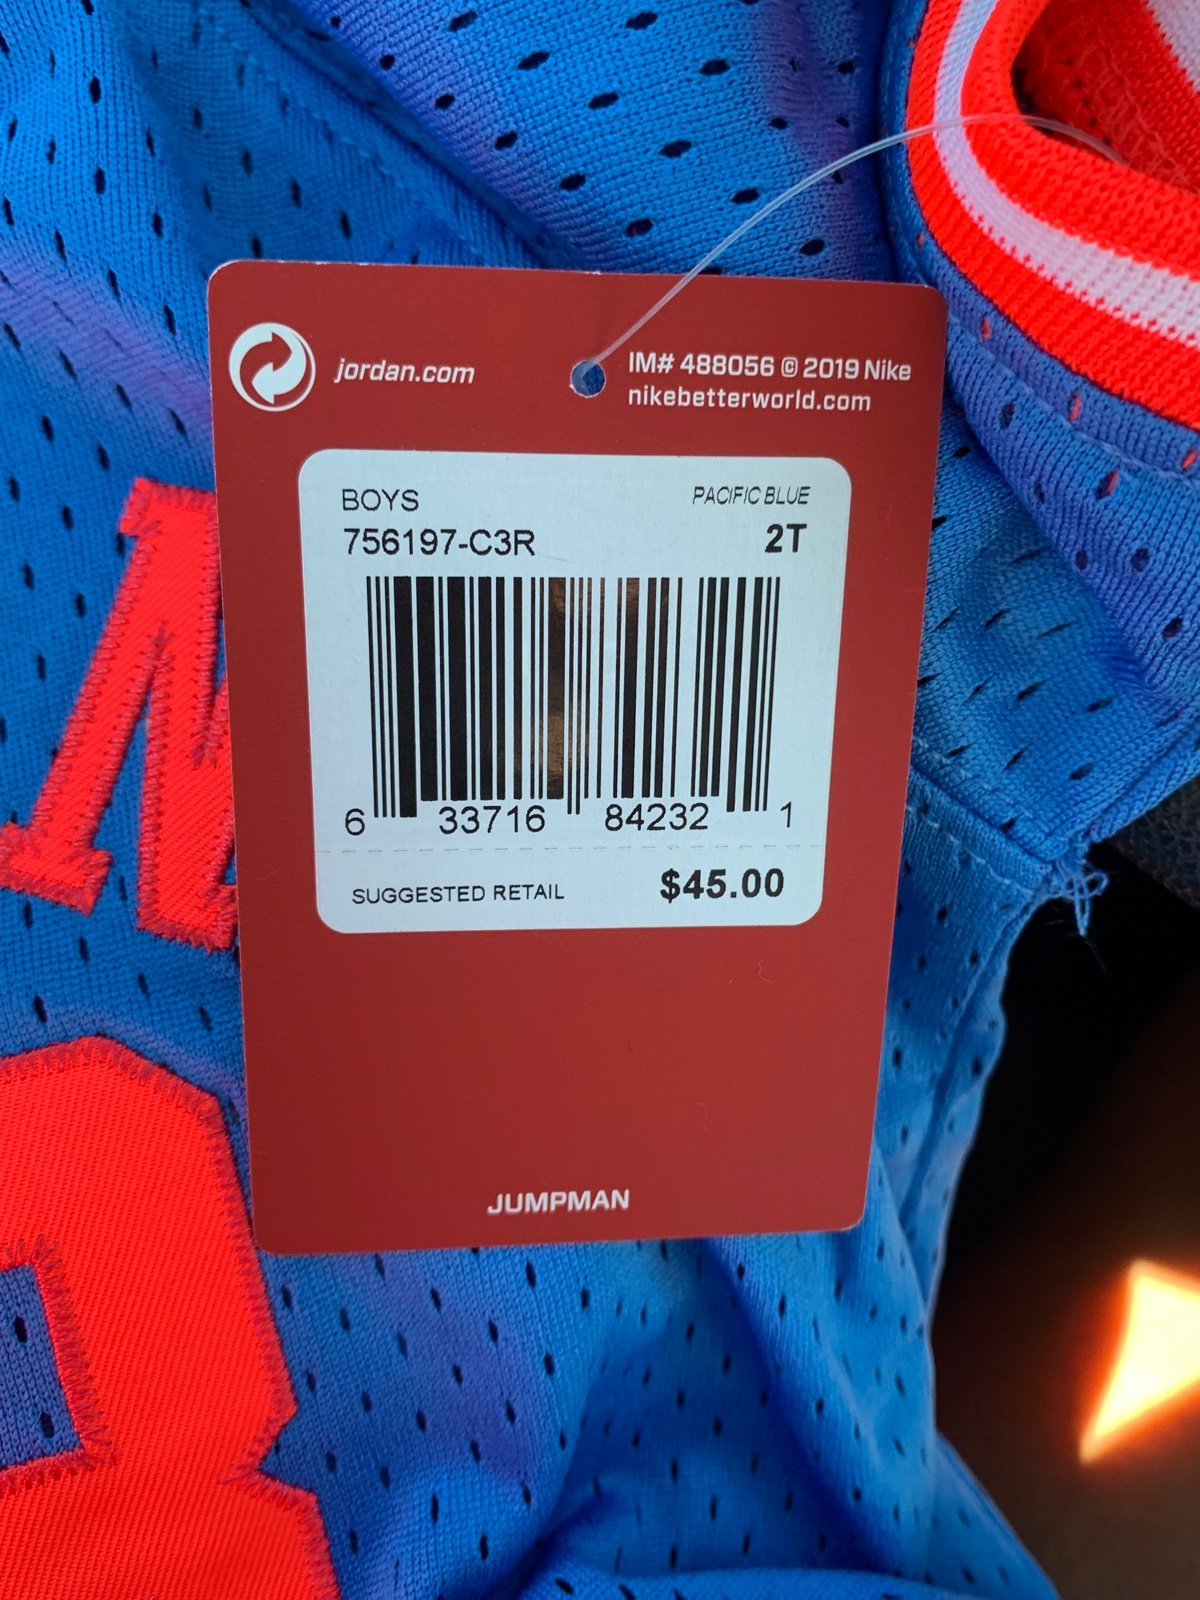 jordan.com
IM# 488056 © 2019 Nike
nikebetterworld.com
BOYS
PACIFIC BLUE
756197-C3R
2T
6 33716 84232 1
SUGGESTED RETAIL $45.00
JUMPMAN